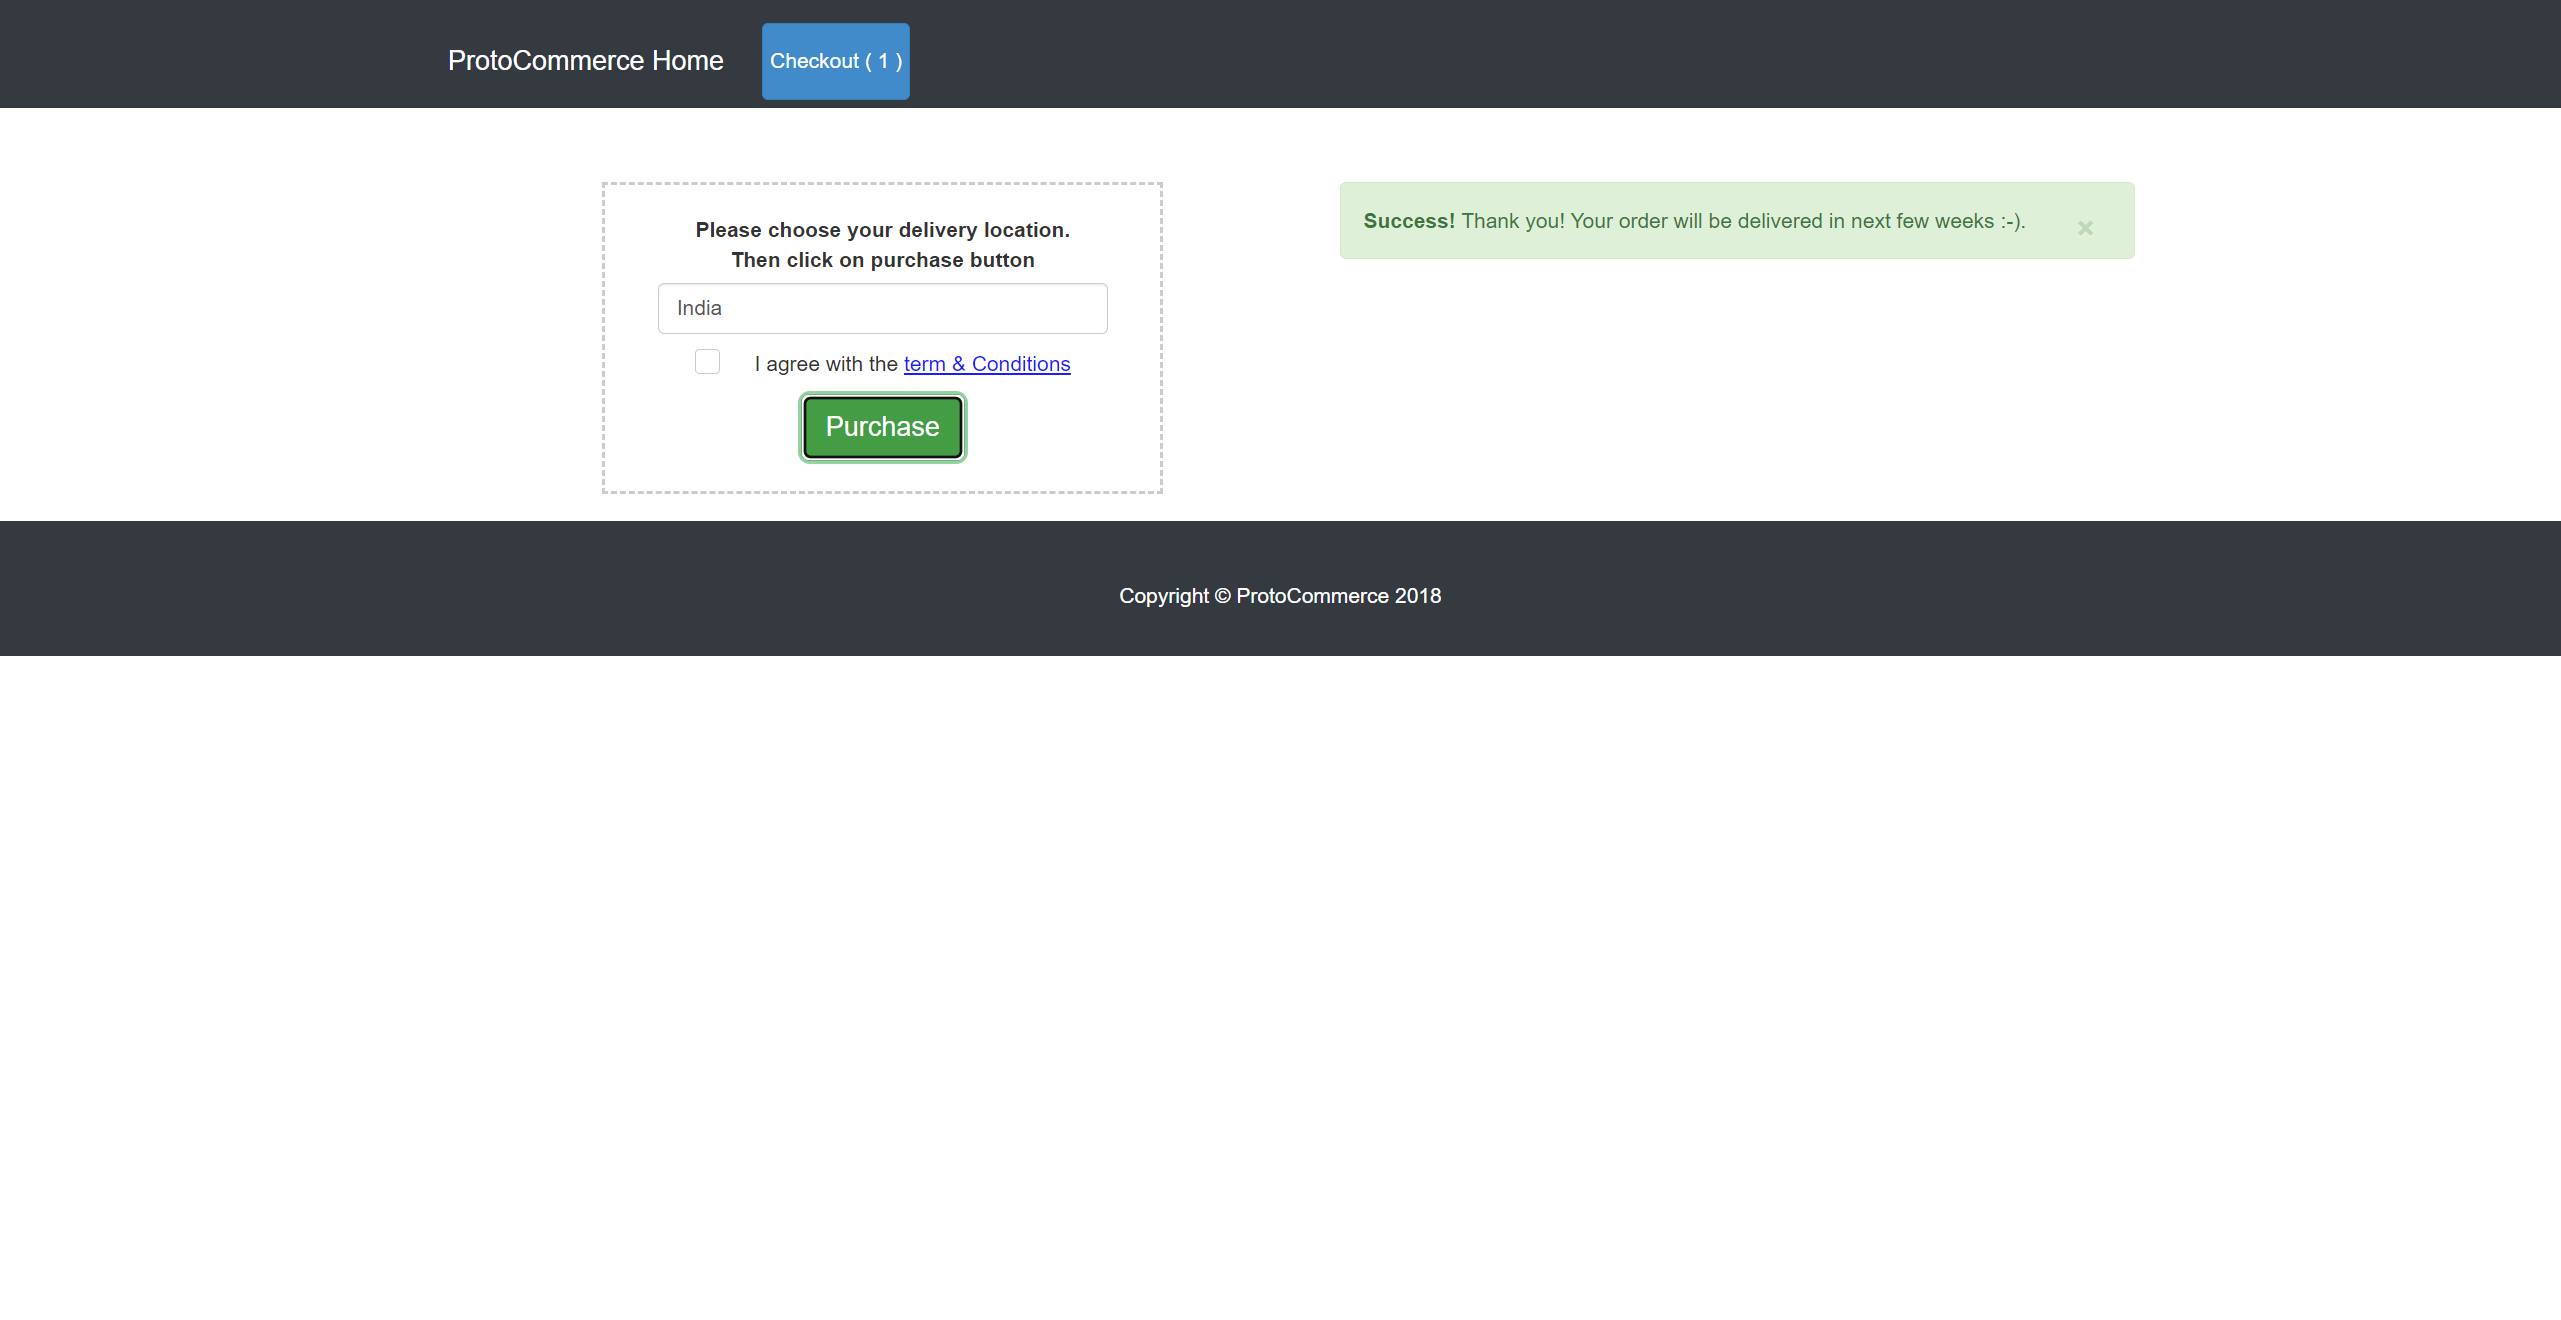 ProtoCommerce Home
Checkout ( 1 )
Please choose your delivery location.
Then click on purchase button
India
I agree with the term & Conditions
Purchase
Success! Thank you! Your order will be delivered in next few weeks :-).
×
Copyright © ProtoCommerce 2018